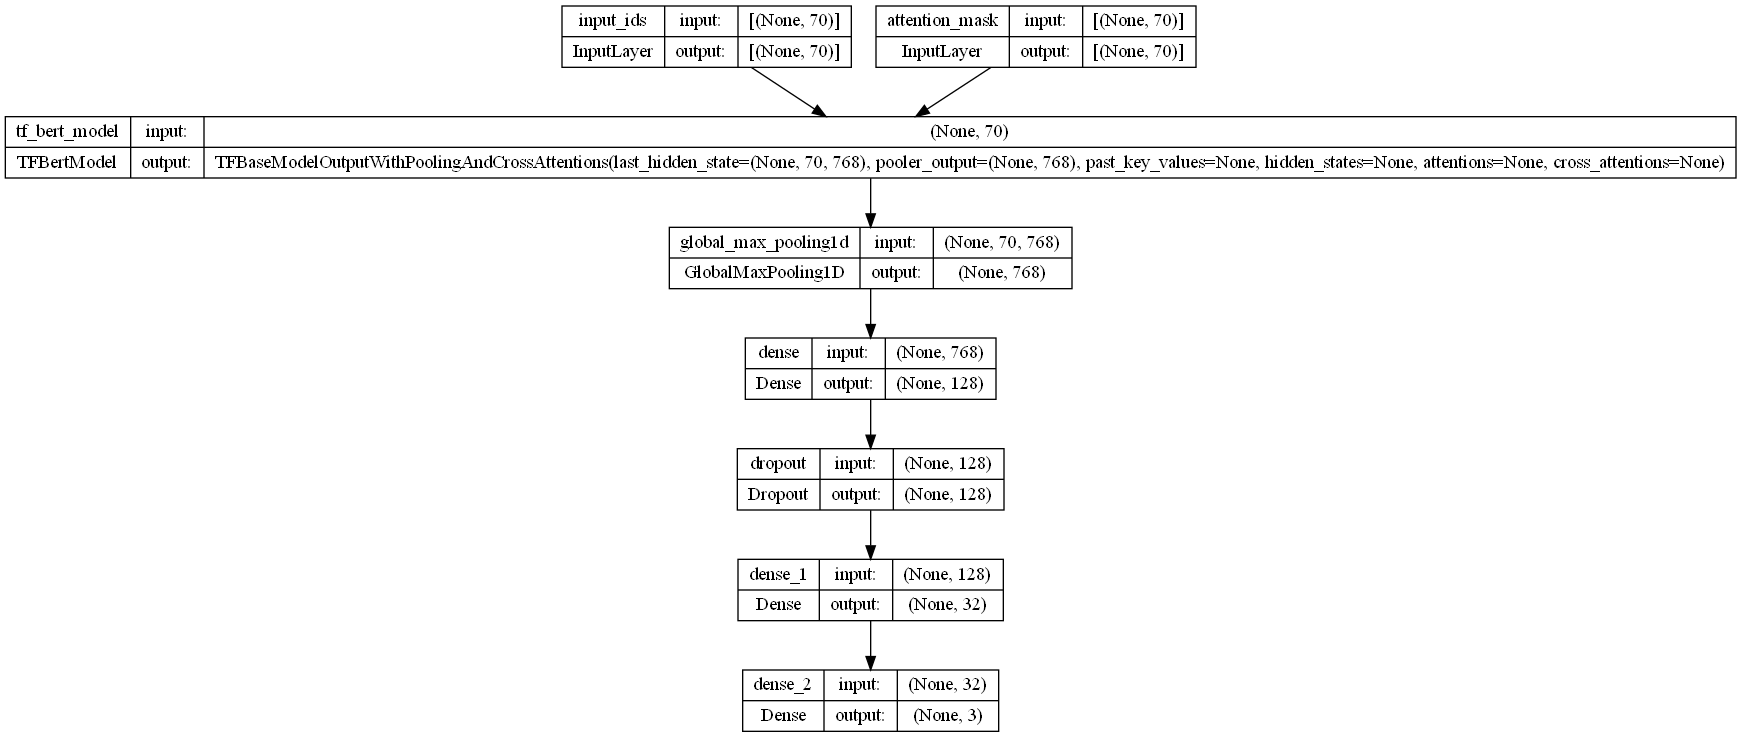 input_ids input: [(None, 70)]
InputLayer output: [(None, 70)]
attention_mask input: [(None, 70)]
InputLayer output: [(None, 70)]
tf_bert_model input: (None, 70)
TFBertModel output: TFBaseModelOutputWithPoolingAndCrossAttentions(last_hidden_state=(None, 70, 768), pooler_output=(None, 768), past_key_values=None, hidden_states=None, attentions=None, cross_attentions=None)
global_max_pooling1d input: (None, 70, 768)
GlobalMaxPooling1D output: (None, 768)
dense input: (None, 768)
Dense output: (None, 128)
dropout input: (None, 128)
Dropout output: (None, 128)
dense_1 input: (None, 128)
Dense output: (None, 32)
dense_2 input: (None, 32)
Dense output: (None, 3)